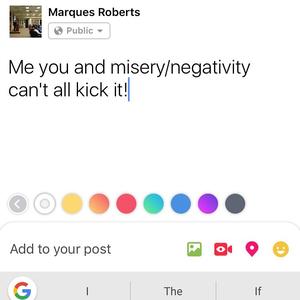 Marques Roberts
Public
Me you and misery/negativity
can't all kick it!
Add to your post
G I The If